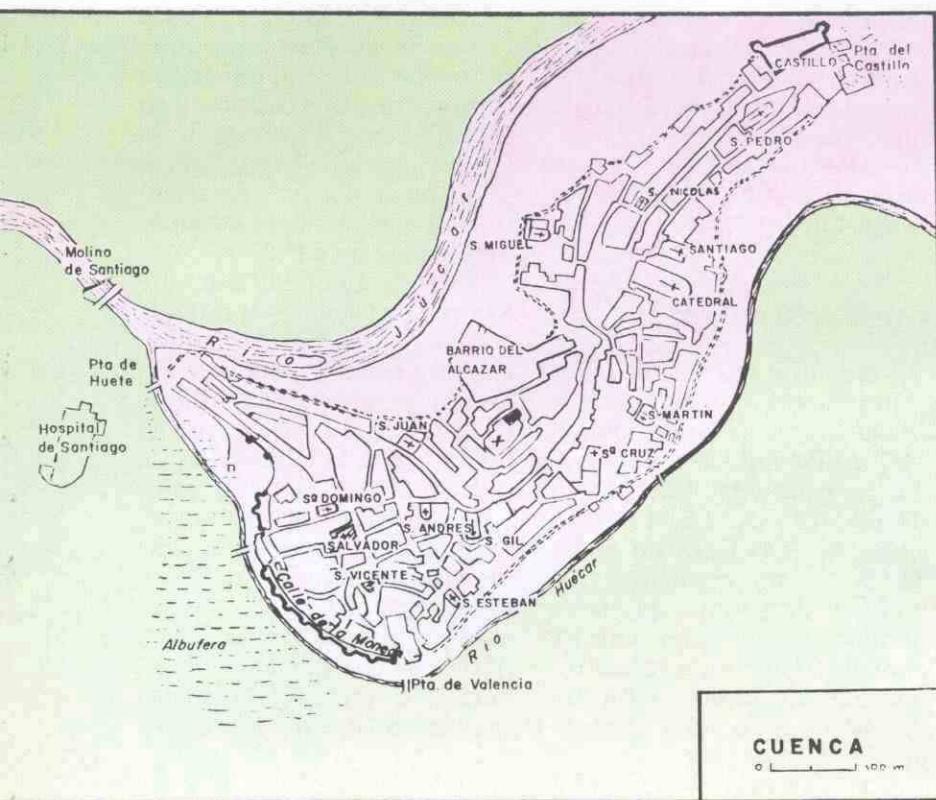 CASTILLO
Pta. del
Castillo
S. PEDRO
S. NICOLAS
S. MIGUEL
SANTIAGO
CATEDRAL
Molino
de Santiago
RIO JUCAR
BARRIO DEL
ALCAZAR
Pta de
Huete
Hospital
de Santiago
S. JUAN
S. MARTIN
Sª CRUZ
Sº DOMINGO
S. ANDRES
S. GIL
SALVADOR
S. VICENTE
S. ESTEBAN
Calle de la Moneda
Albufera
RIO Huécar
Pta. de Valencia
CUENCA
0 100 m